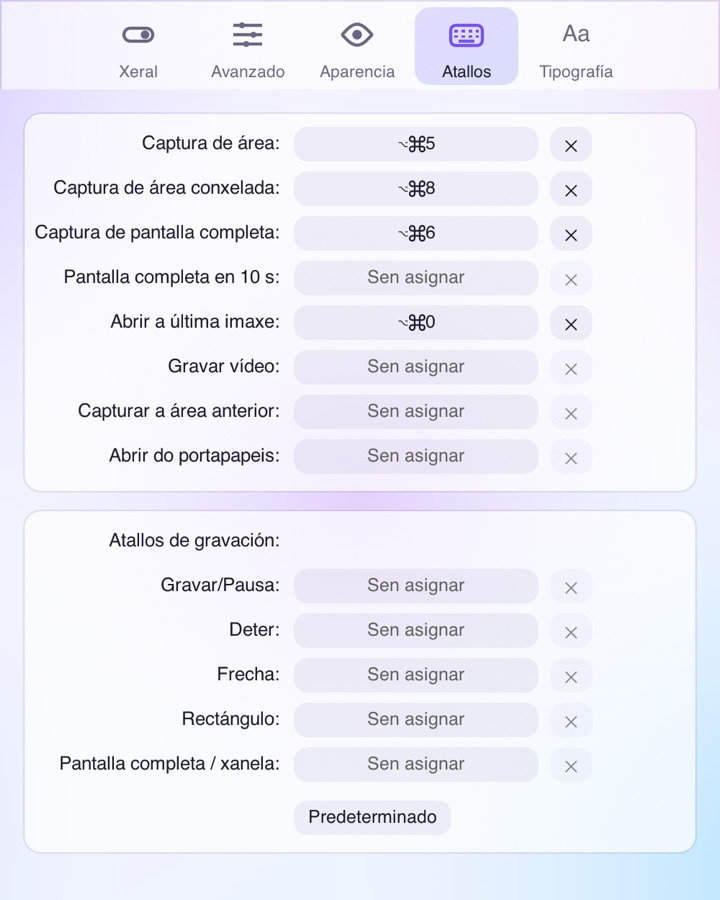 Xeral Avanzado Aparencia Atallos Aa Tipografía
Captura de área: ⌥⌘5
Captura de área conxelada: ⌥⌘8
Captura de pantalla completa: ⌥⌘6
Pantalla completa en 10 s: Sen asignar
Abrir a última imaxe: ⌥⌘0
Gravar vídeo: Sen asignar
Capturar a área anterior: Sen asignar
Abrir do portapapeis: Sen asignar
Atallos de gravación:
Gravar/Pausa: Sen asignar
Deter: Sen asignar
Frecha: Sen asignar
Rectángulo: Sen asignar
Pantalla completa / xanela: Sen asignar
Predeterminado